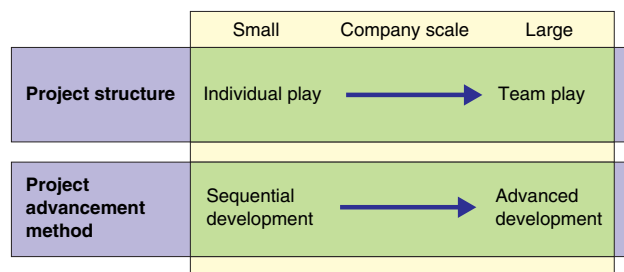 Small Company scale Large
Project structure Individual play Team play
Project
advancement
method
Sequential
development
Advanced
development